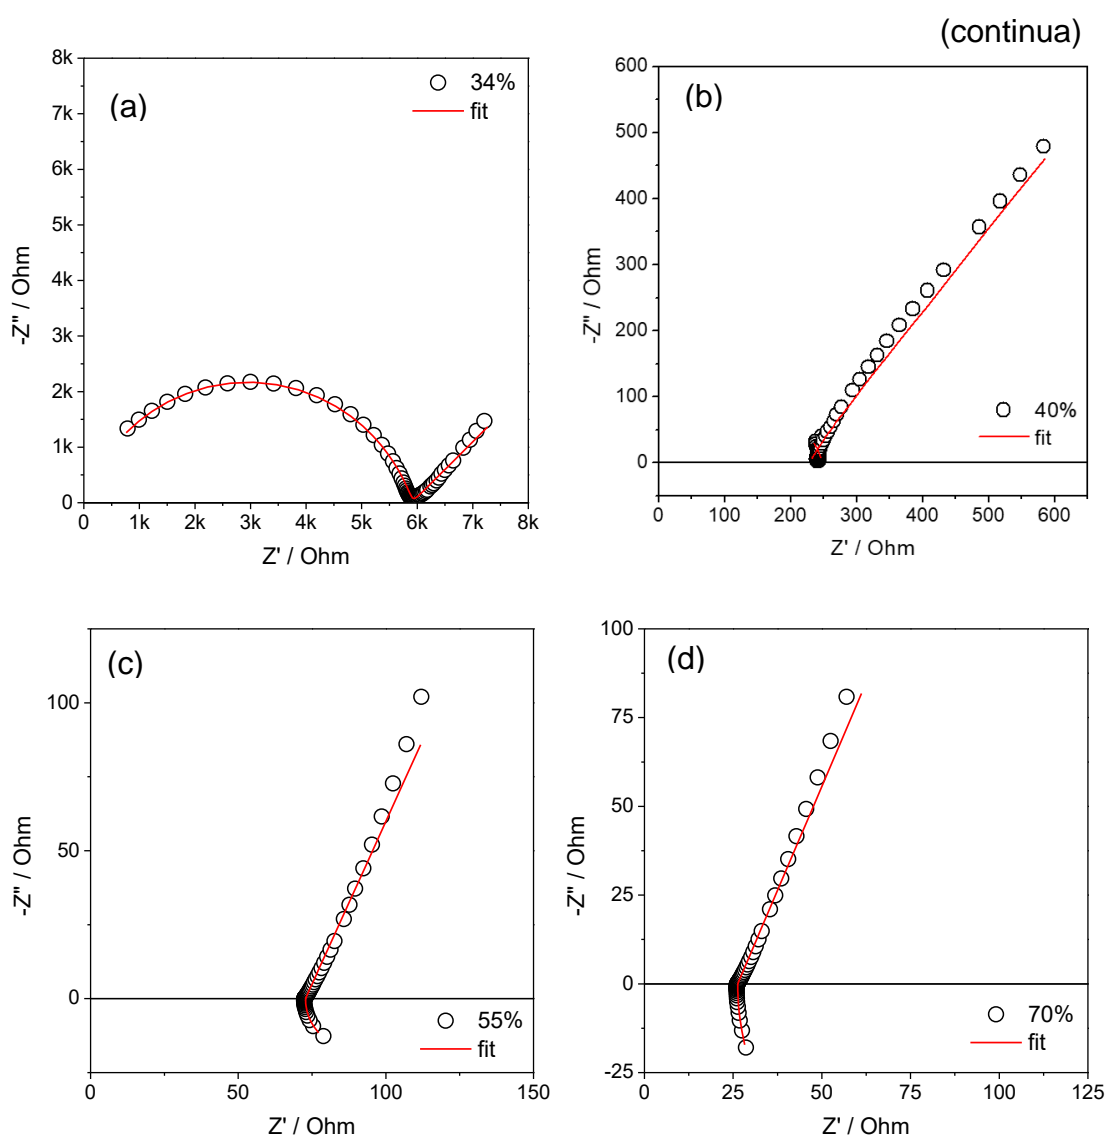 (continua)
(a)
34%
fit
8k
7k
6k
5k
4k
3k
2k
1k
0
-Z" / Ohm
0 1k 2k 3k 4k 5k 6k 7k 8k
Z' / Ohm
(b)
600
500
400
300
200
100
0
-Z" / Ohm
40%
fit
0 100 200 300 400 500 600
Z' / Ohm
(c)
100
50
0
-Z" / Ohm
55%
fit
0 50 100 150
Z' / Ohm
(d)
100
75
50
25
0
-25
-Z" / Ohm
70%
fit
0 25 50 75 100 125
Z' / Ohm